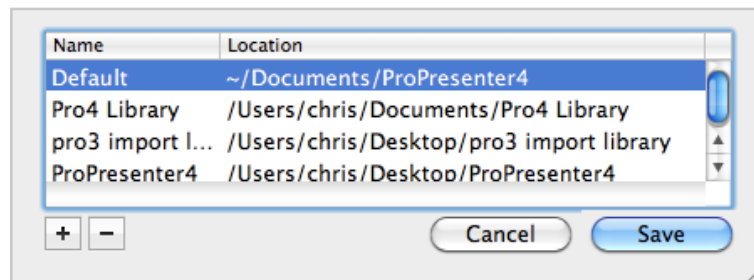 Name Location
Default ~/Documents/ProPresenter4
Pro4 Library /Users/chris/Documents/Pro4 Library
pro3 import l... /Users/chris/Desktop/pro3 import library
ProPresenter4 /Users/chris/Desktop/ProPresenter4
+ − Cancel Save